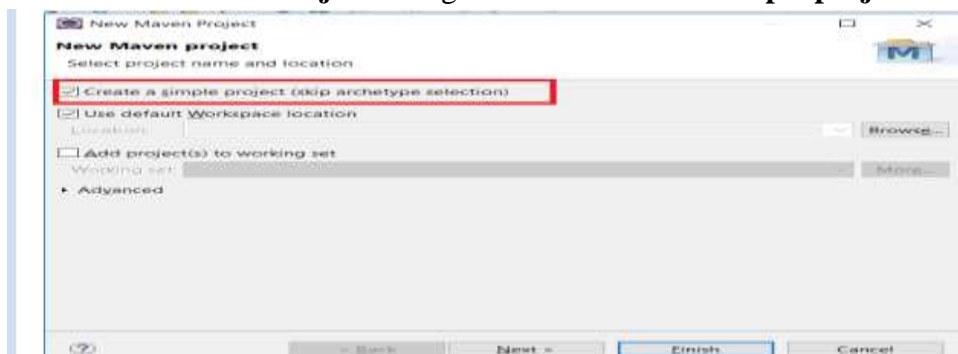 New Maven Project
New Maven project
Select project name and location
Create a simple project (skip archetype selection)
Use default Workspace location
Location:
Browse...
Add project(s) to working set
Working set:
More...
Advanced
< Back
Next >
Finish
Cancel